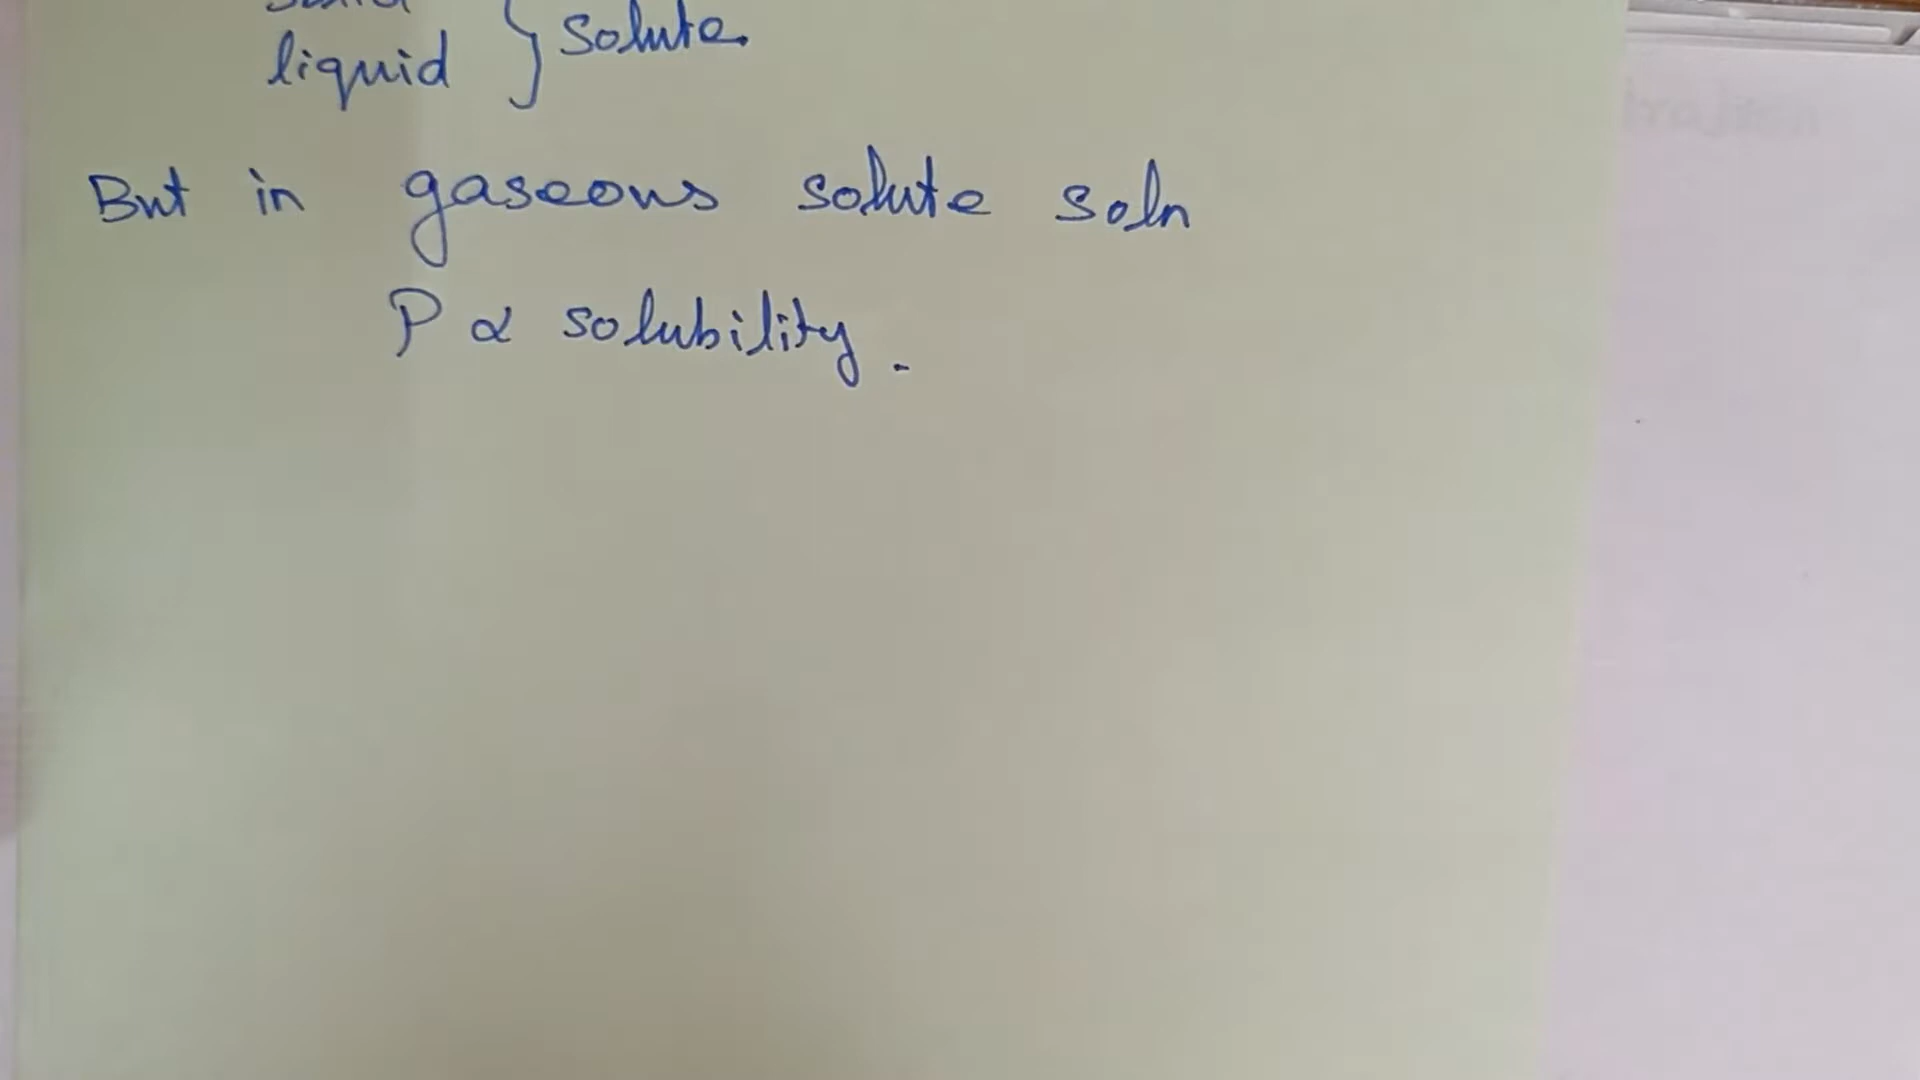 liquid } solute.
But in gaseous solute soln
P α solubility.